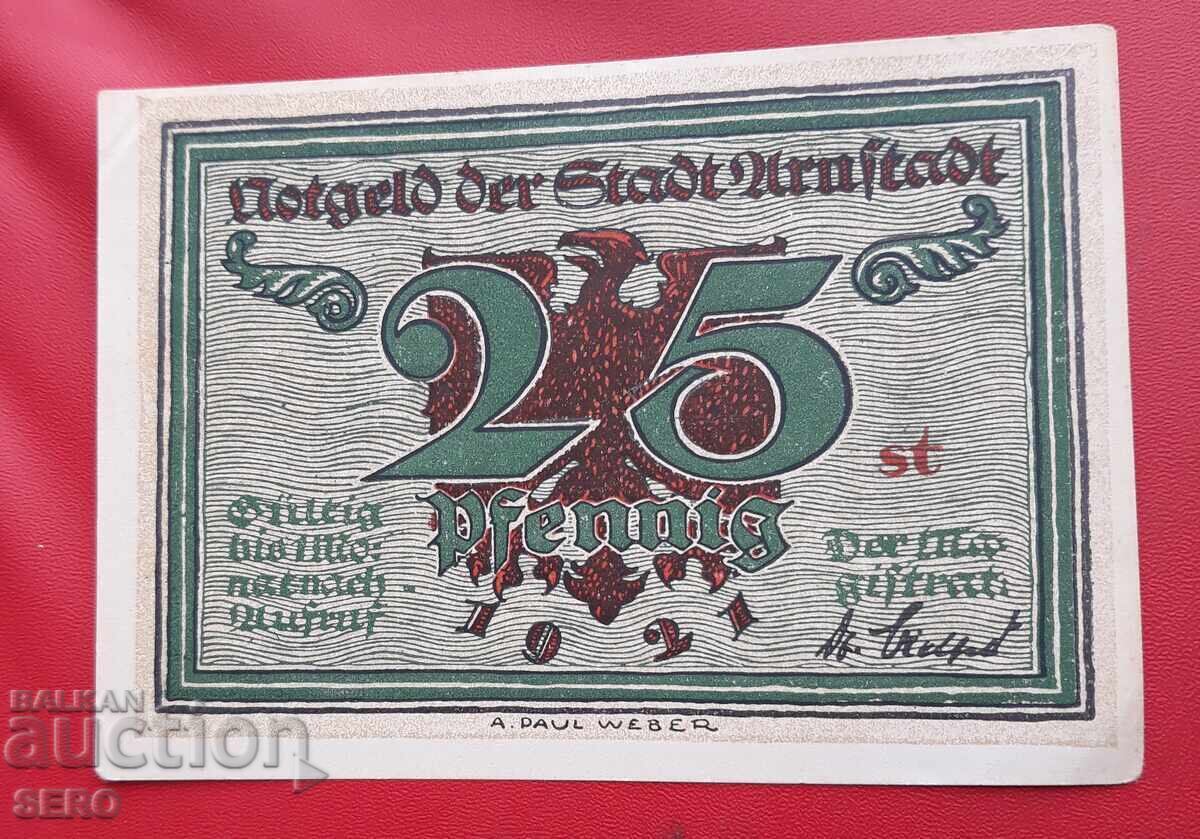 Notgeld der Stadt Arnstadt
25
st
Pfennig
Gültig
bis 1 Mo:
nat nach
Aufruf
Der Ma
gistrat.
1921
A. PAUL WEBER
BALKAN
auction
SERO